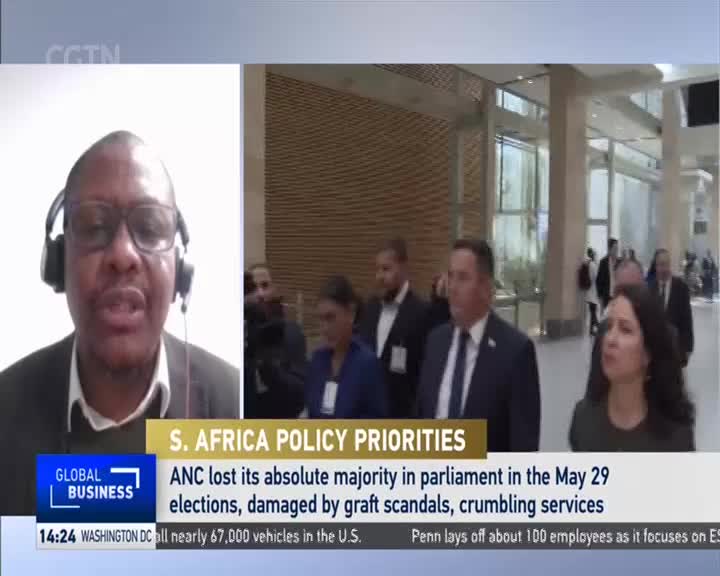 CGTN
S. AFRICA POLICY PRIORITIES
GLOBAL
BUSINESS
ANC lost its absolute majority in parliament in the May 29
elections, damaged by graft scandals, crumbling services
14:24 WASHINGTON DC all nearly 67,000 vehicles in the U.S. Penn lays off about 100 employees as it focuses on ES